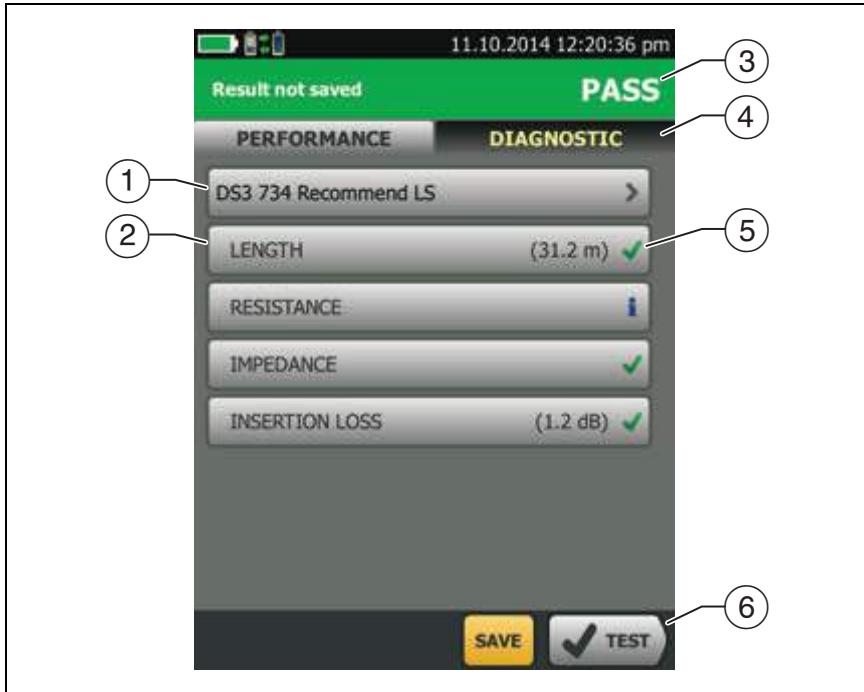 11.10.2014 12:20:36 pm
Result not saved PASS
PERFORMANCE DIAGNOSTIC
DS3 734 Recommend LS
LENGTH (31.2 m)
RESISTANCE
IMPEDANCE
INSERTION LOSS (1.2 dB)
SAVE TEST
1
2
3
4
5
6